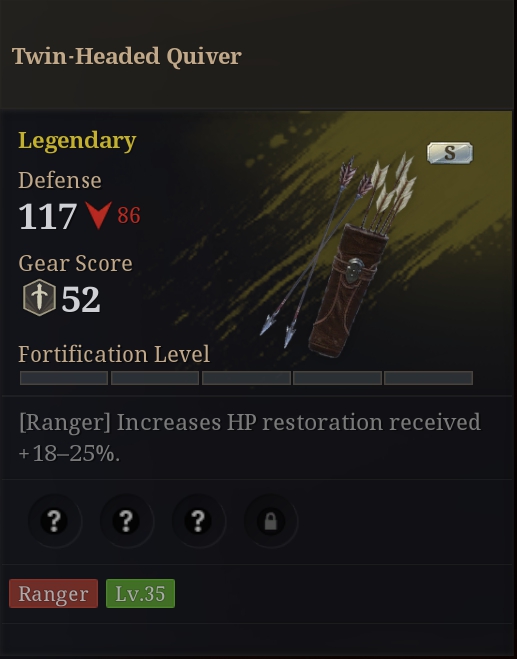 Twin-Headed Quiver
Legendary
S
Defense
117 86
Gear Score
52
Fortification Level
[Ranger] Increases HP restoration received
+18–25%.
? ? ?
Ranger Lv.35